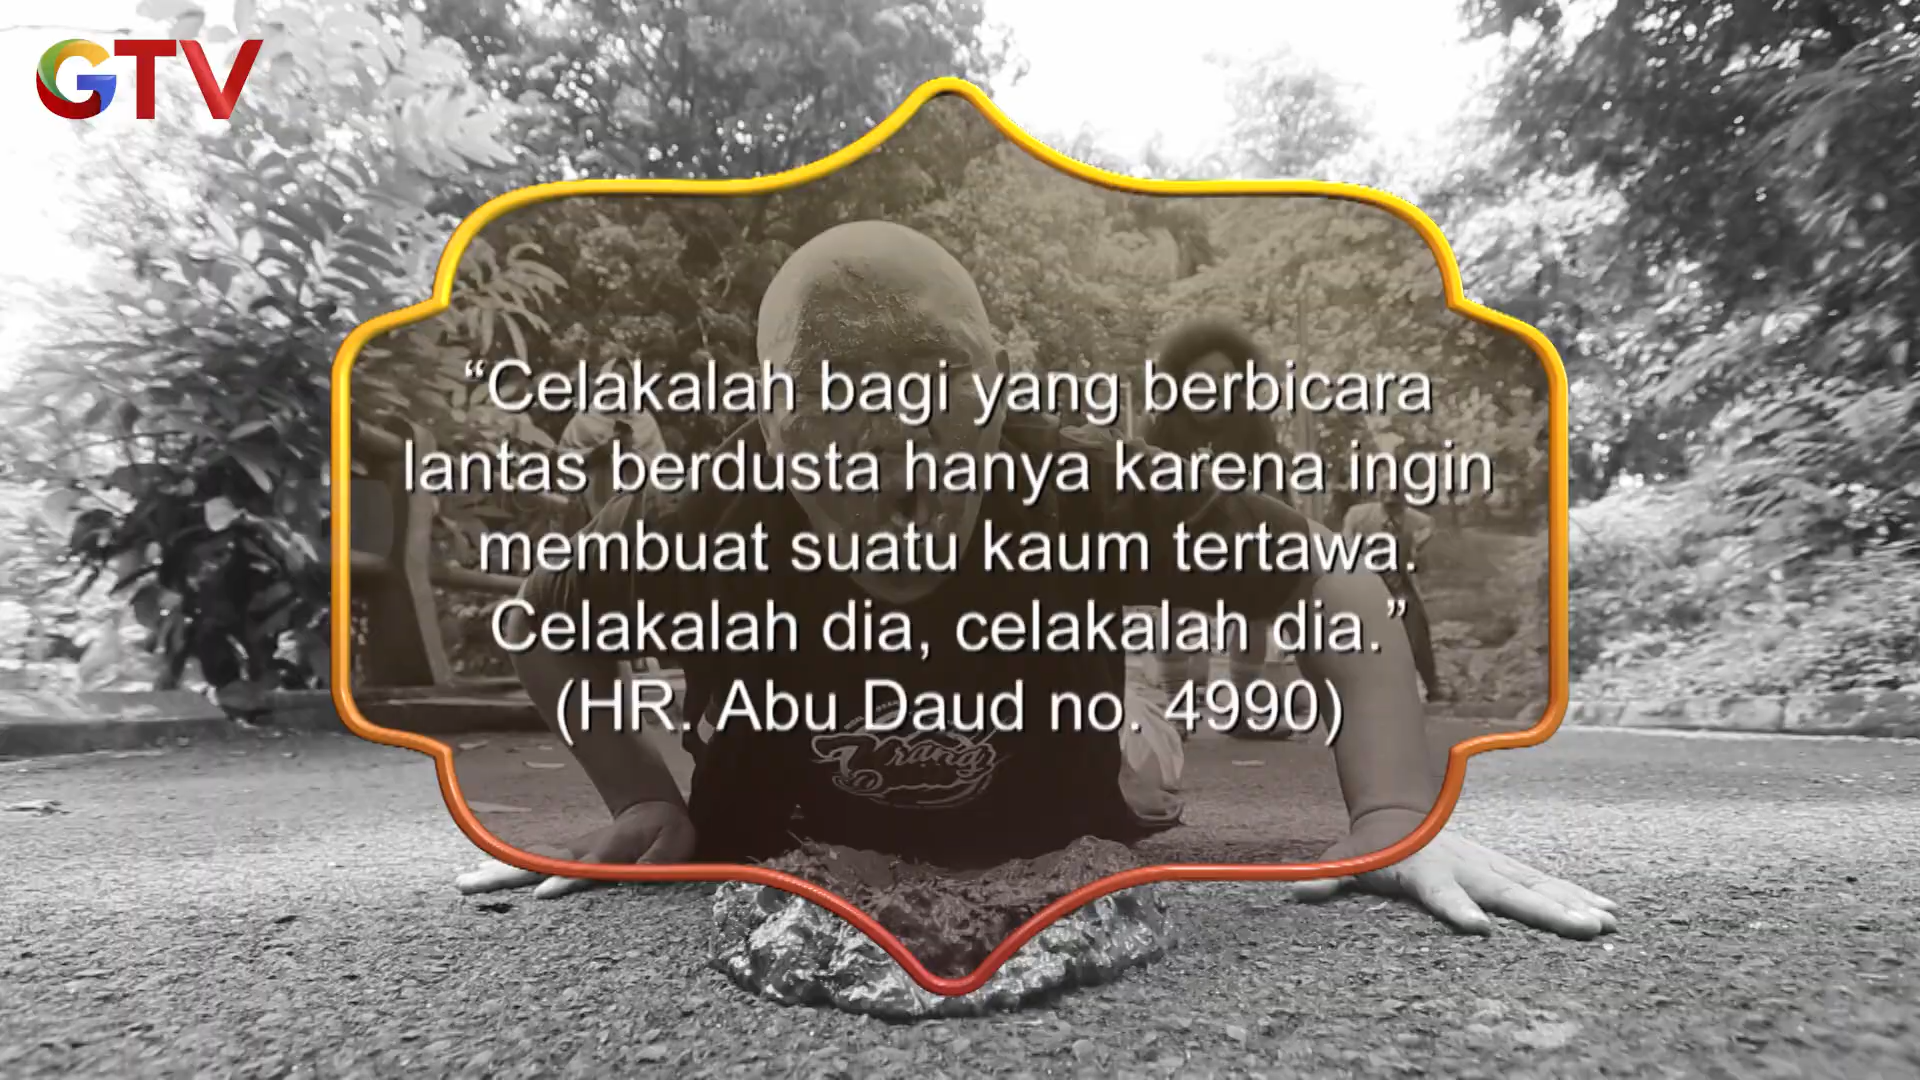 GTV
“Celakalah bagi yang berbicara
lantas berdusta hanya karena ingin
membuat suatu kaum tertawa.
Celakalah dia, celakalah dia.”
(HR. Abu Daud no. 4990)